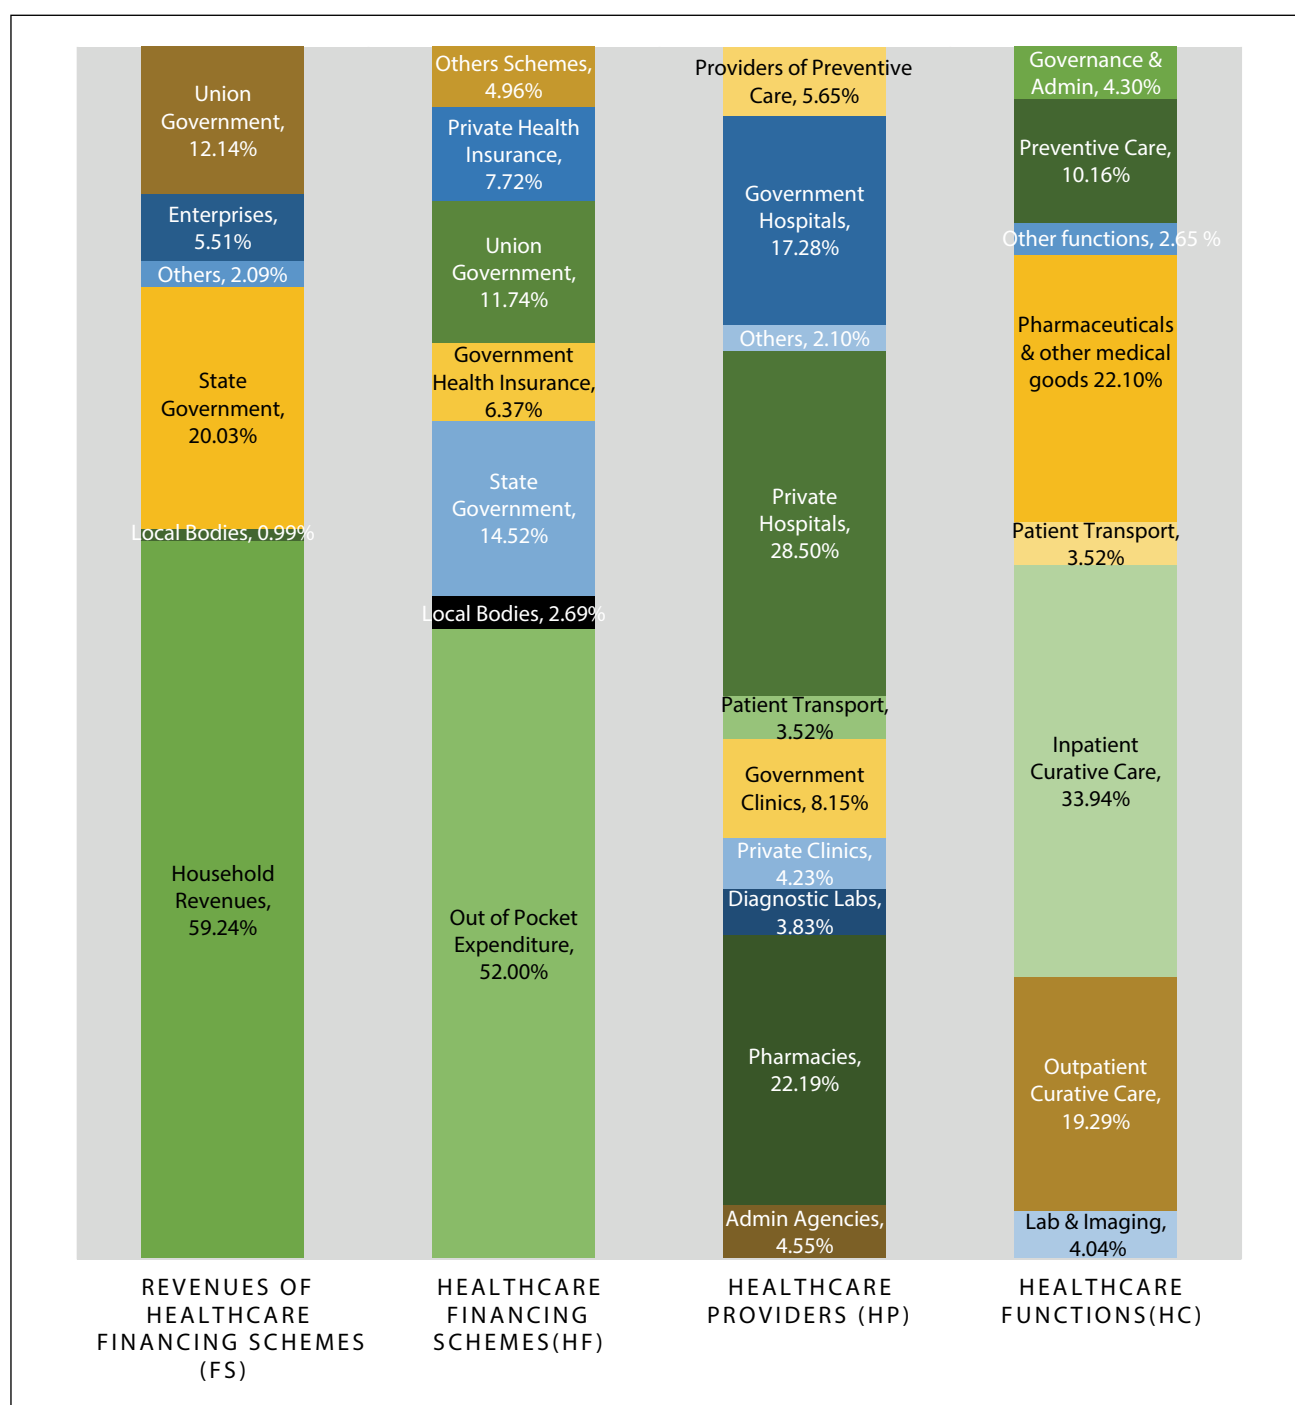 Union
Government,
12.14%
Enterprises,
5.51%
Others, 2.09%
State
Government,
20.03%
Local Bodies, 0.99%
Household
Revenues,
59.24%
REVENUES OF
HEALTHCARE
FINANCING SCHEMES
(FS)
Others Schemes,
4.96%
Private Health
Insurance,
7.72%
Union
Government,
11.74%
Government
Health Insurance,
6.37%
State
Government,
14.52%
Local Bodies, 2.69%
Out of Pocket
Expenditure,
52.00%
HEALTHCARE
FINANCING
SCHEMES(HF)
Providers of Preventive
Care, 5.65%
Government
Hospitals,
17.28%
Others, 2.10%
Private
Hospitals,
28.50%
Patient Transport,
3.52%
Government
Clinics, 8.15%
Private Clinics,
4.23%
Diagnostic Labs,
3.83%
Pharmacies,
22.19%
Admin Agencies,
4.55%
HEALTHCARE
PROVIDERS (HP)
Governance &
Admin, 4.30%
Preventive Care,
10.16%
Other functions, 2.65 %
Pharmaceuticals
& other medical
goods 22.10%
Patient Transport,
3.52%
Inpatient
Curative Care,
33.94%
Outpatient
Curative Care,
19.29%
Lab & Imaging,
4.04%
HEALTHCARE
FUNCTIONS(HC)